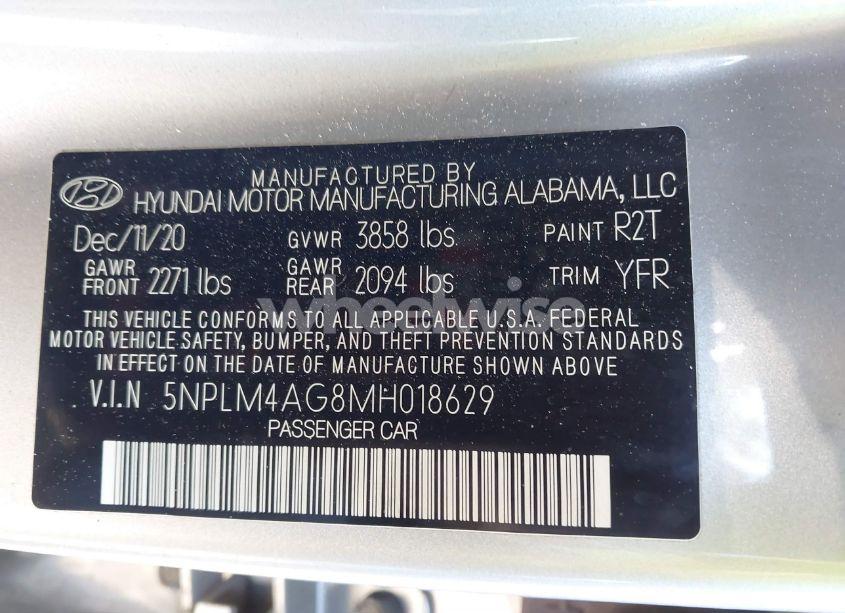 MANUFACTURED BY
HYUNDAI MOTOR MANUFACTURING ALABAMA, LLC
Dec/11/20 GVWR 3858 lbs PAINT R2T
GAWR FRONT 2271 lbs GAWR REAR 2094 lbs TRIM YFR
wheelwise
THIS VEHICLE CONFORMS TO ALL APPLICABLE U.S.A. FEDERAL
MOTOR VEHICLE SAFETY, BUMPER, AND THEFT PREVENTION STANDARDS
IN EFFECT ON THE DATE OF MANUFACTURE SHOWN ABOVE
V.I.N 5NPLM4AG8MH018629
PASSENGER CAR